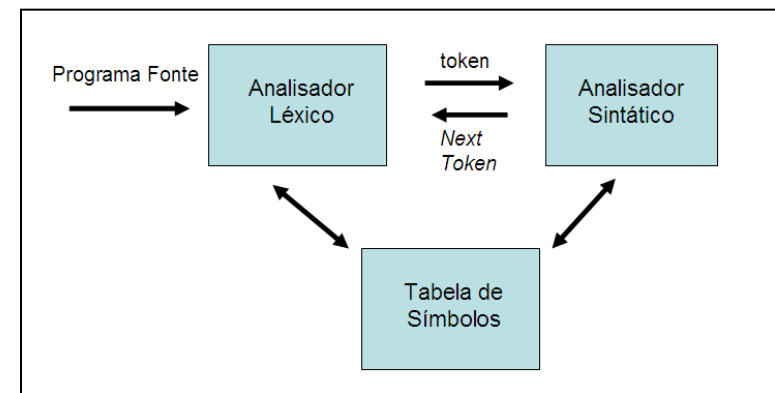 Programa Fonte
Analisador
Léxico
token
Next
Token
Analisador
Sintático
Tabela de
Símbolos